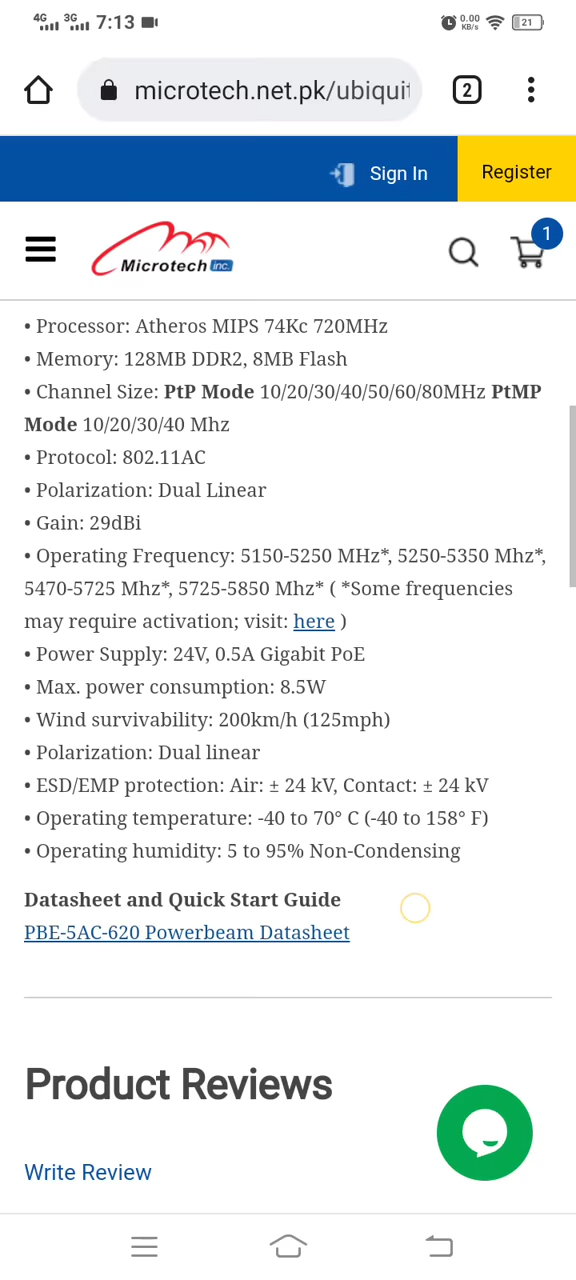 4G 3G 7:13 0.00 KB/s 21
microtech.net.pk/ubiquit 2
Sign In Register
Microtech inc. 1
• Processor: Atheros MIPS 74Kc 720MHz
• Memory: 128MB DDR2, 8MB Flash
• Channel Size: PtP Mode 10/20/30/40/50/60/80MHz PtMP
Mode 10/20/30/40 Mhz
• Protocol: 802.11AC
• Polarization: Dual Linear
• Gain: 29dBi
• Operating Frequency: 5150-5250 MHz*, 5250-5350 Mhz*,
5470-5725 Mhz*, 5725-5850 Mhz* ( *Some frequencies
may require activation; visit: here )
• Power Supply: 24V, 0.5A Gigabit PoE
• Max. power consumption: 8.5W
• Wind survivability: 200km/h (125mph)
• Polarization: Dual linear
• ESD/EMP protection: Air: ± 24 kV, Contact: ± 24 kV
• Operating temperature: -40 to 70° C (-40 to 158° F)
• Operating humidity: 5 to 95% Non-Condensing
Datasheet and Quick Start Guide
PBE-5AC-620 Powerbeam Datasheet
Product Reviews
Write Review